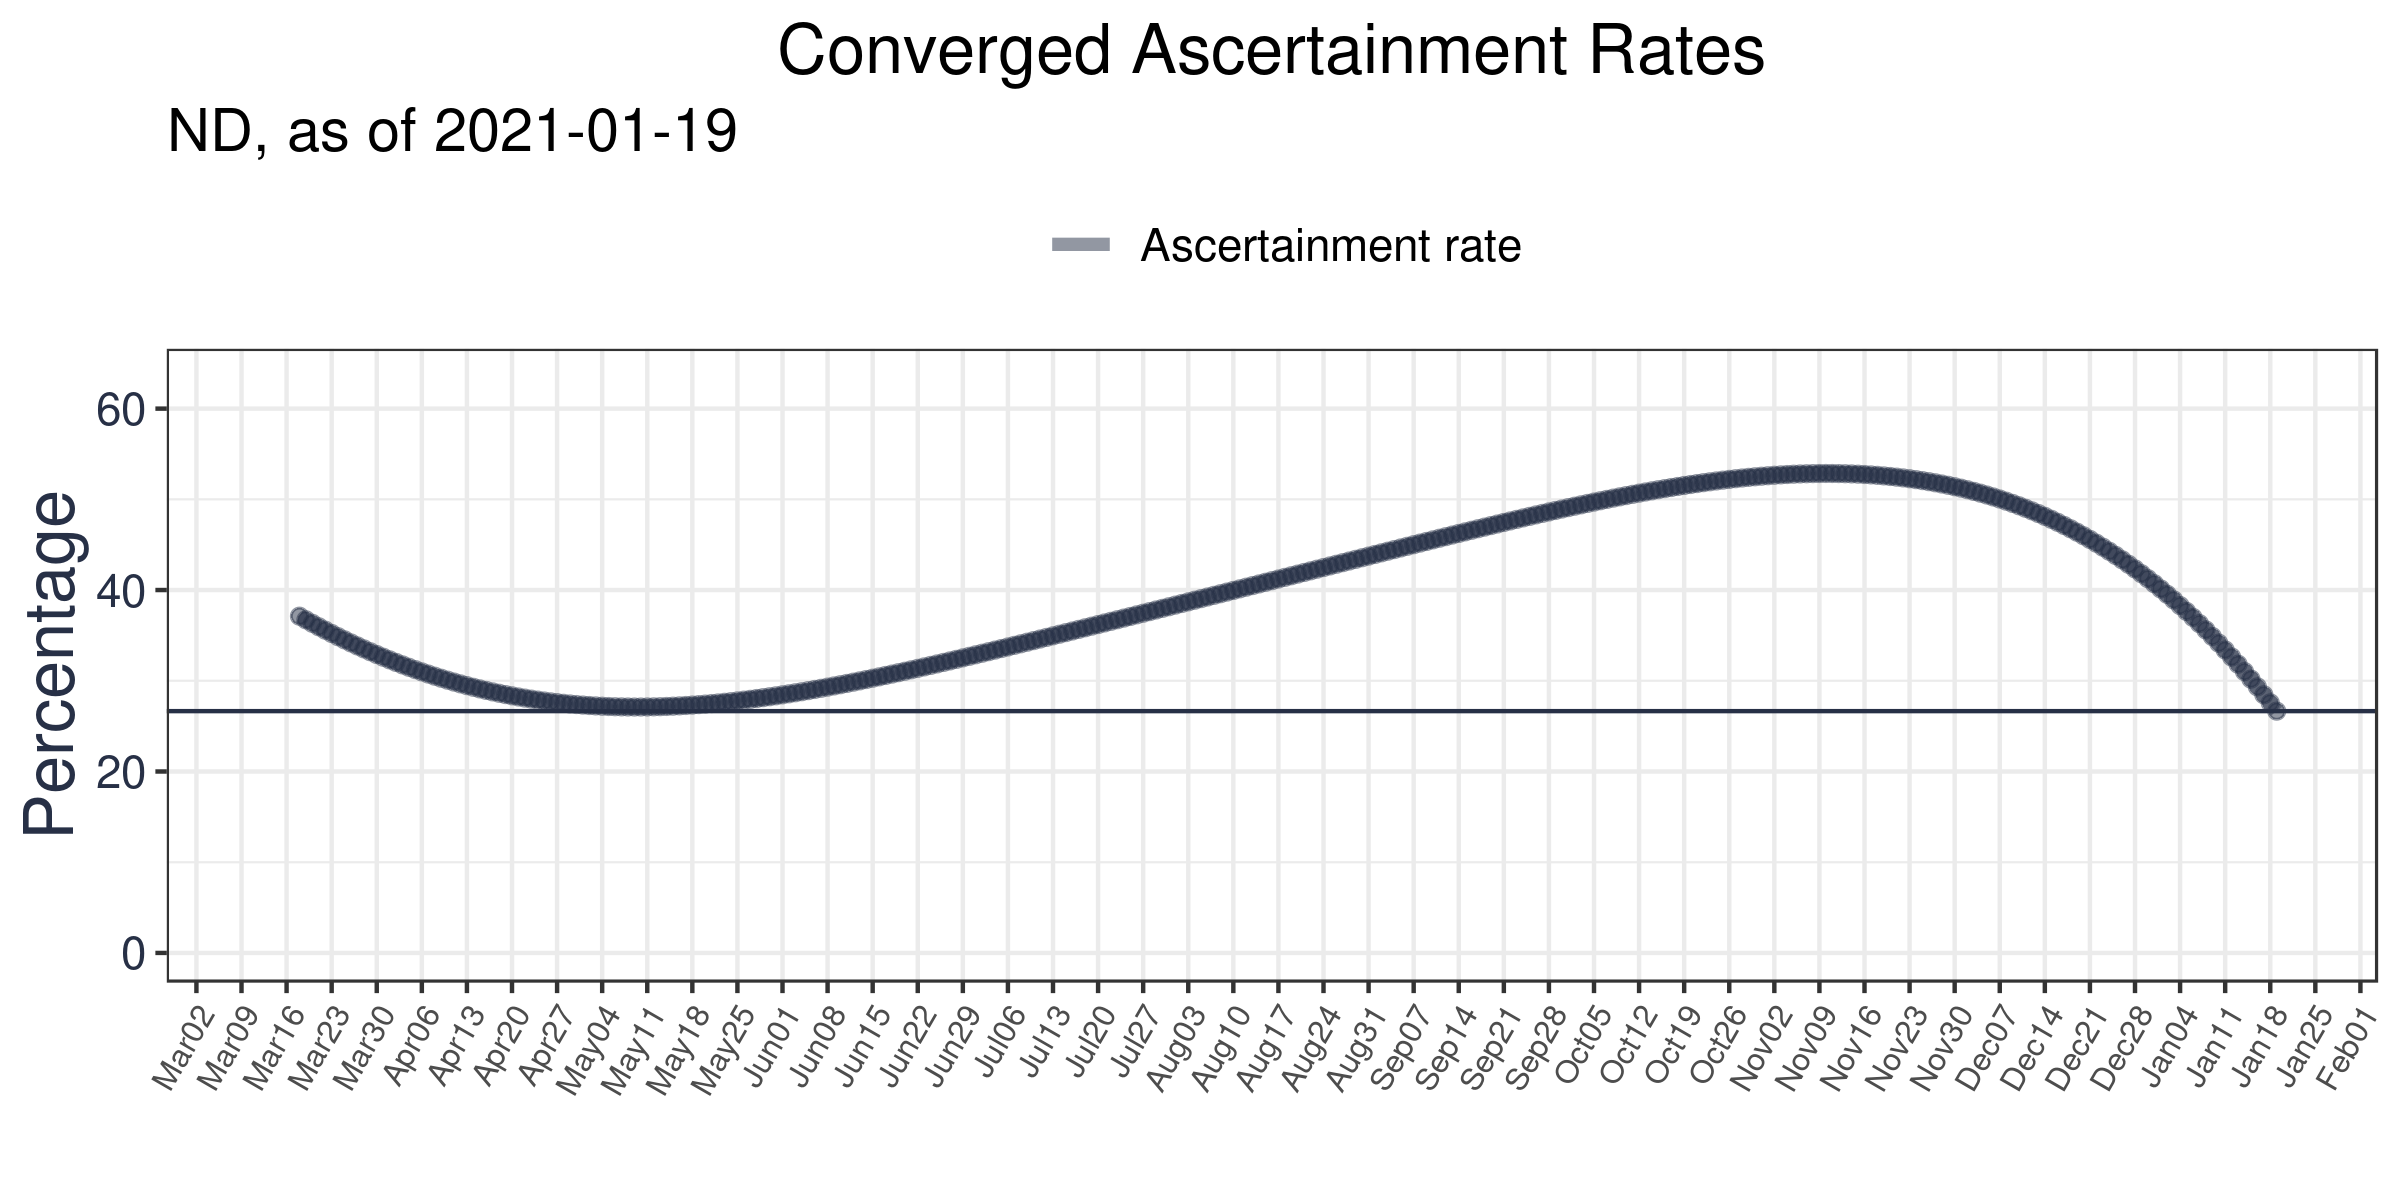 Converged Ascertainment Rates
ND, as of 2021-01-19
Ascertainment rate
Percentage
60
40
20
0
Mar02 Mar09 Mar16 Mar23 Mar30 Apr06 Apr13 Apr20 Apr27 May04 May11 May18 May25 Jun01 Jun08 Jun15 Jun22 Jun29 Jul06 Jul13 Jul20 Jul27 Aug03 Aug10 Aug17 Aug24 Aug31 Sep07 Sep14 Sep21 Sep28 Oct05 Oct12 Oct19 Oct26 Nov02 Nov09 Nov16 Nov23 Nov30 Dec07 Dec14 Dec21 Dec28 Jan04 Jan11 Jan18 Jan25 Feb01